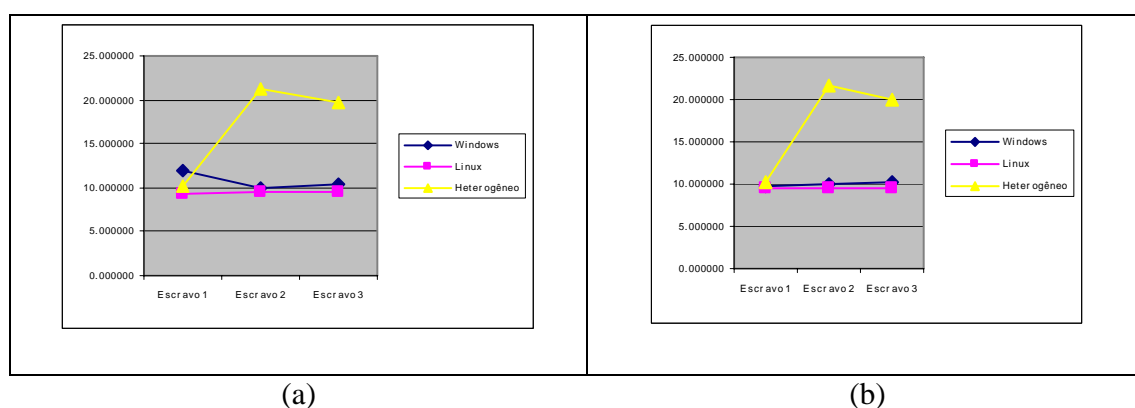 25.000000
20.000000
15.000000
10.000000
5.000000
0.000000
Escravo 1 Escravo 2 Escravo 3
Windows
Linux
Heterogêneo
(a)
25.000000
20.000000
15.000000
10.000000
5.000000
0.000000
Escravo 1 Escravo 2 Escravo 3
Windows
Linux
Heterogêneo
(b)